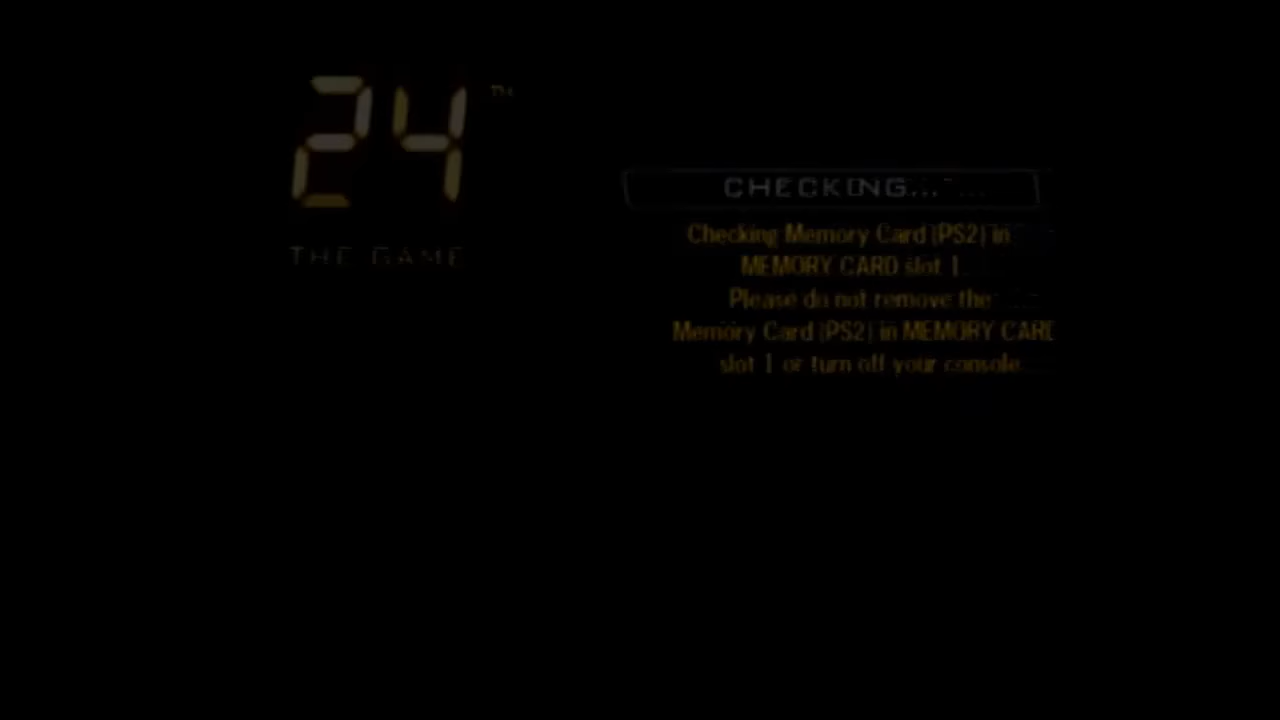 24 TM
THE GAME
CHECKING...
Checking Memory Card (PS2) in
MEMORY CARD slot 1
Please do not remove the
Memory Card (PS2) in MEMORY CARD
slot 1 or turn off your console